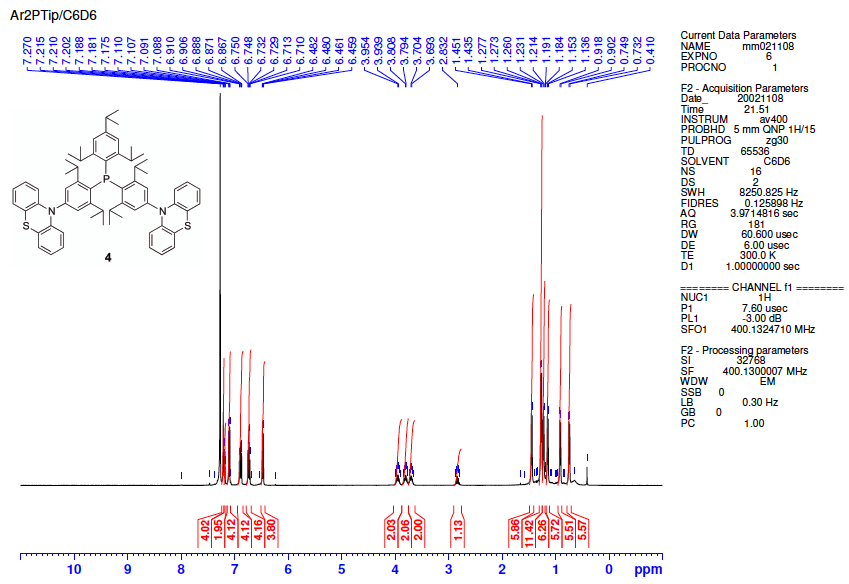 Ar2PTip/C6D6
7.270
7.215
7.210
7.202
7.188
7.181
7.175
7.110
7.107
7.091
7.088
6.910
6.906
6.888
6.871
6.867
6.750
6.748
6.732
6.729
6.713
6.710
6.482
6.480
6.461
6.459
3.954
3.939
3.808
3.794
3.704
3.693
2.832
1.451
1.435
1.277
1.273
1.260
1.231
1.214
1.191
1.184
1.153
1.136
0.918
0.902
0.749
0.732
0.410
P
N
N
S
S
4
4.02
1.95
4.12
4.12
4.16
3.80
2.03
2.06
2.00
1.13
5.86
11.42
6.26
5.72
5.51
5.57
10 9 8 7 6 5 4 3 2 1 0 ppm
Current Data Parameters
NAME mm021108
EXPNO 6
PROCNO 1
F2 - Acquisition Parameters
Date_ 20021108
Time 21.51
INSTRUM av400
PROBHD 5 mm QNP 1H/15
PULPROG zg30
TD 65536
SOLVENT C6D6
NS 16
DS 2
SWH 8250.825 Hz
FIDRES 0.125898 Hz
AQ 3.9714816 sec
RG 181
DW 60.600 usec
DE 6.00 usec
TE 300.0 K
D1 1.00000000 sec
======== CHANNEL f1 ========
NUC1 1H
P1 7.60 usec
PL1 -3.00 dB
SFO1 400.1324710 MHz
F2 - Processing parameters
SI 32768
SF 400.1300007 MHz
WDW EM
SSB 0
LB 0.30 Hz
GB 0
PC 1.00